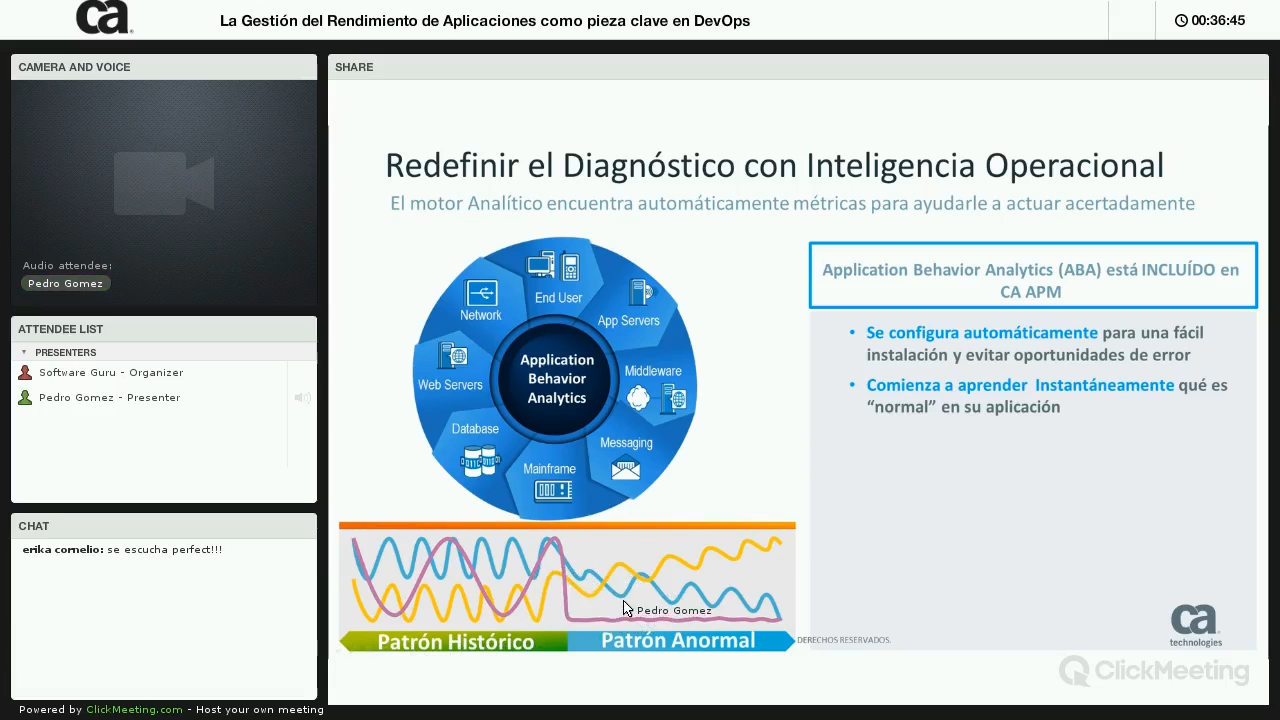 ca
La Gestión del Rendimiento de Aplicaciones como pieza clave en DevOps
00:36:45
CAMERA AND VOICE
Audio attendee:
Pedro Gomez
ATTENDEE LIST
PRESENTERS
Software Guru - Organizer
Pedro Gomez - Presenter
CHAT
erika cornelio: se escucha perfect!!!
Powered by ClickMeeting.com - Host your own meeting
SHARE
Redefinir el Diagnóstico con Inteligencia Operacional
El motor Analítico encuentra automáticamente métricas para ayudarle a actuar acertadamente
End User
App Servers
Middleware
Messaging
Mainframe
Database
Web Servers
Network
Application
Behavior
Analytics
Pedro Gomez
Patrón Histórico
Patrón Anormal
DERECHOS RESERVADOS.
Application Behavior Analytics (ABA) está INCLUÍDO en
CA APM
• Se configura automáticamente para una fácil
instalación y evitar oportunidades de error
• Comienza a aprender Instantáneamente qué es
“normal” en su aplicación
ca
technologies
ClickMeeting